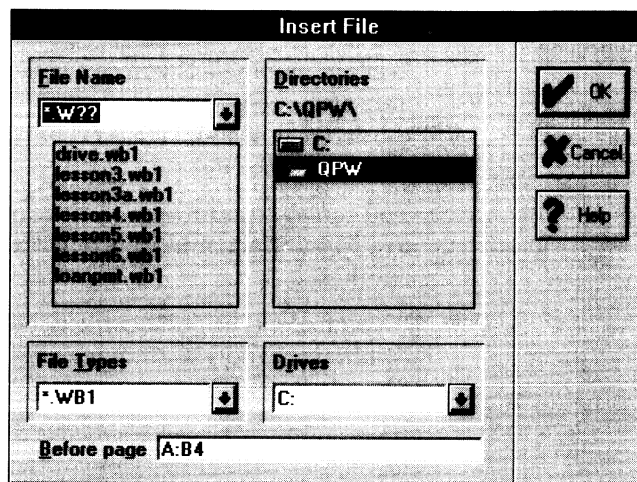 Insert File
File Name
*.W??
drive.wb1
lesson3.wb1
lesson3a.wb1
lesson4.wb1
lesson5.wb1
lesson6.wb1
loanpmt.wb1
Directories
C:\QPW\
C:
QPW
OK
Cancel
Help
File Types
*.WB1
Drives
C:
Before page A:B4